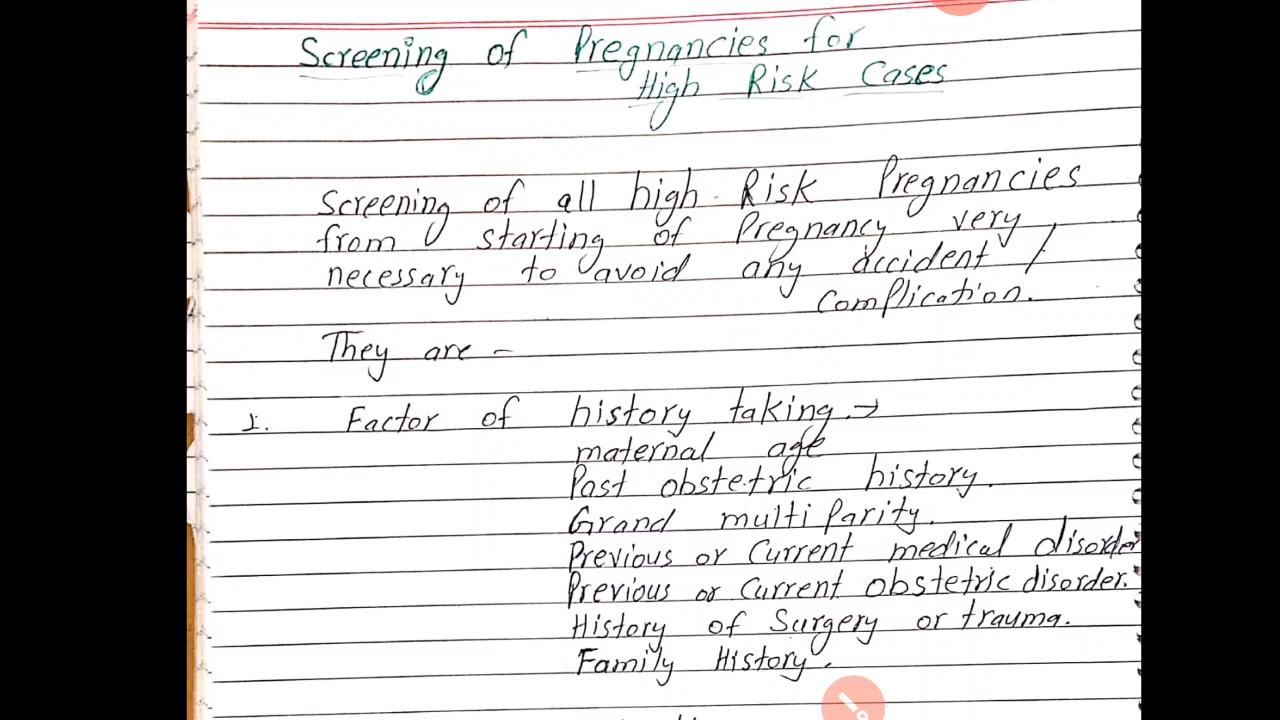 Screening of Pregnancies for
High Risk Cases
Screening of all high Risk Pregnancies
from starting of Pregnancy very
necessary to avoid any accident /
Complication.
They are -
1. Factor of history taking. →
maternal age
Past obstetric history.
Grand multi Parity.
Previous or Current medical disorder
Previous or Current obstetric disorder.
History of Surgery or trauma.
Family History.